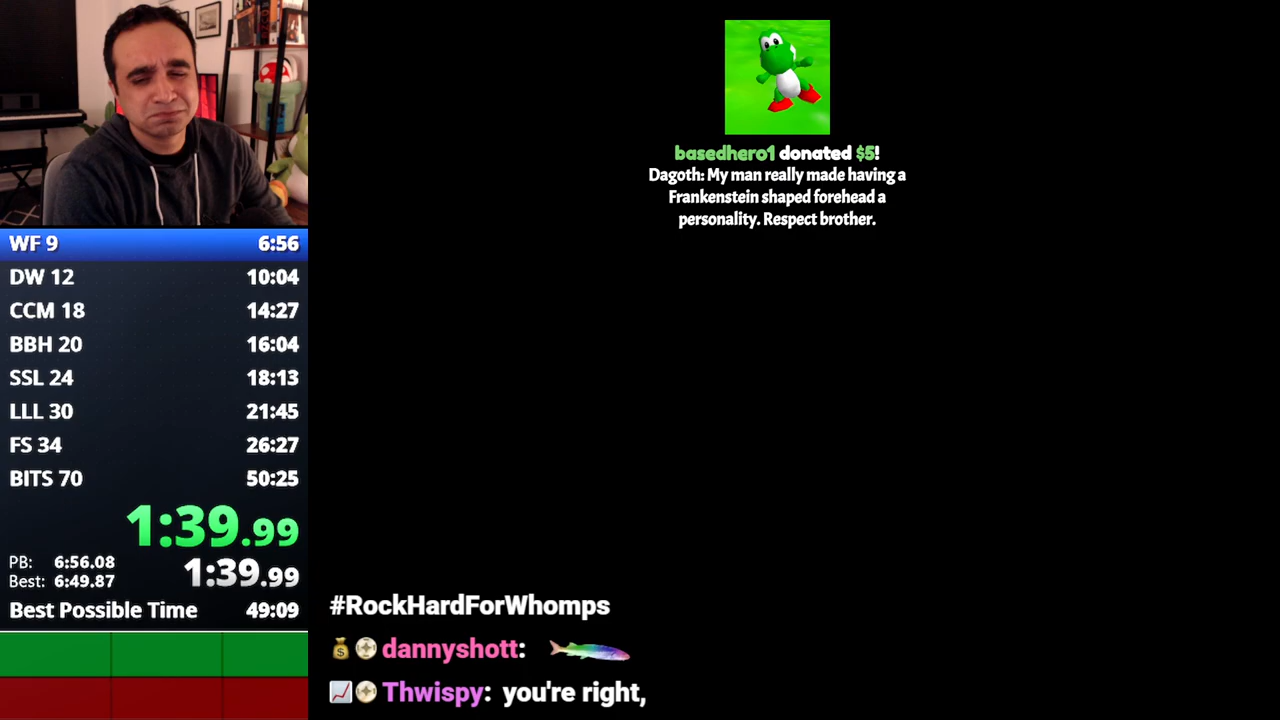 basedhero1 donated $5!
Dagoth: My man really made having a
Frankenstein shaped forehead a
personality. Respect brother.
WF 9 6:56
DW 12 10:04
CCM 18 14:27
BBH 20 16:04
SSL 24 18:13
LLL 30 21:45
FS 34 26:27
BITS 70 50:25
1:39.99
PB: 6:56.08
Best: 6:49.87
1:39.99
Best Possible Time 49:09
#RockHardForWhomps
dannyshott:
Thwispy: you're right,